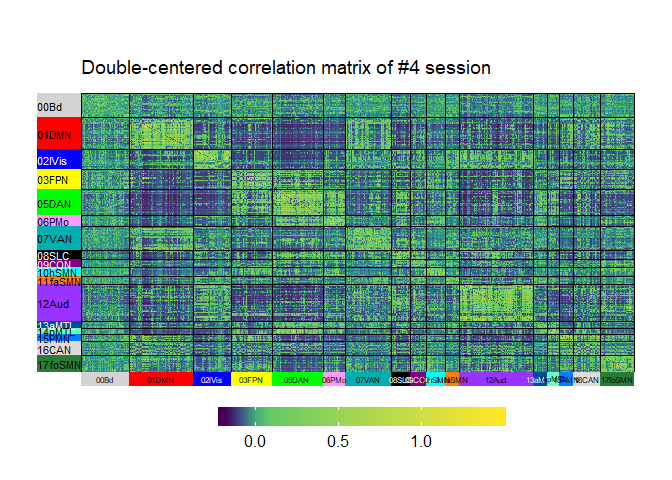 Double-centered correlation matrix of #4 session
00Bd
01DMN
02lVis
03FPN
05DAN
06PMo
07VAN
08SLC
09CON
10hSMN
11faSMN
12Aud
13aMTL
14pMTL
15PMN
16CAN
17foSMN
00Bd 01DMN 02lVis 03FPN 05DAN 06PMo 07VAN 12Aud 17foSMN
0.0 0.5 1.0